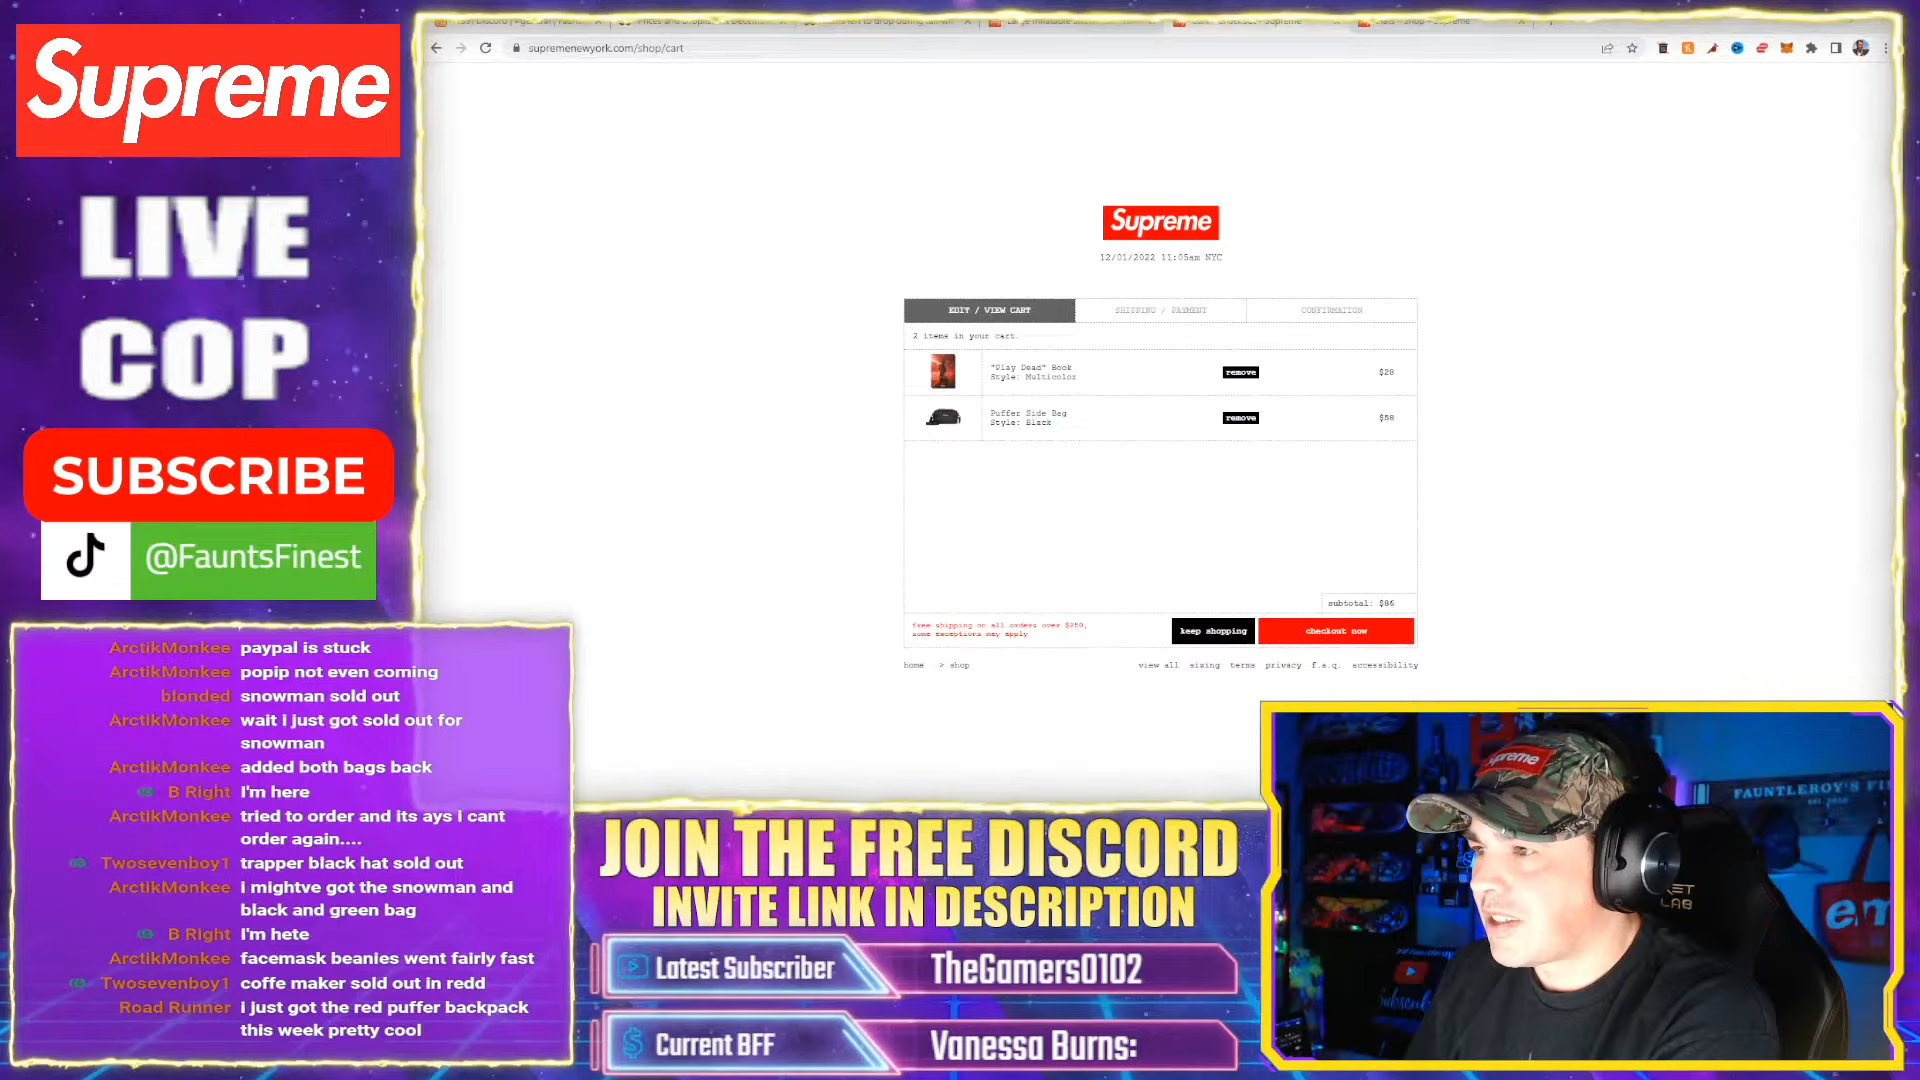 Supreme
LIVE
COP
SUBSCRIBE
@FauntsFinest
supremenewyork.com/shop/cart
Supreme
12/01/2022 11:05am NYC
EDIT / VIEW CART
SHIPPING / PAYMENT
CONFIRMATION
2 items in your cart.
"Play Dead" Book
Style: Multicolor
remove
$28
Puffer Side Bag
Style: Black
remove
$58
subtotal: $86
free shipping on all orders over $250,
some exceptions may apply
keep shopping
checkout now
home > shop
view all sizing terms privacy f.a.q. accessibility
ArctikMonkee paypal is stuck
ArctikMonkee popip not even coming
blonded snowman sold out
ArctikMonkee wait i just got sold out for
snowman
ArctikMonkee added both bags back
B Right I'm here
ArctikMonkee tried to order and its ays i cant
order again....
Twosevenboy1 trapper black hat sold out
ArctikMonkee i mightve got the snowman and
black and green bag
B Right I'm hete
ArctikMonkee facemask beanies went fairly fast
Twosevenboy1 coffe maker sold out in redd
Road Runner i just got the red puffer backpack
this week pretty cool
JOIN THE FREE DISCORD
INVITE LINK IN DESCRIPTION
Latest Subscriber
TheGamers0102
Current BFF
Vanessa Burns:
Supreme
FAUNTLEROY'S
LAB